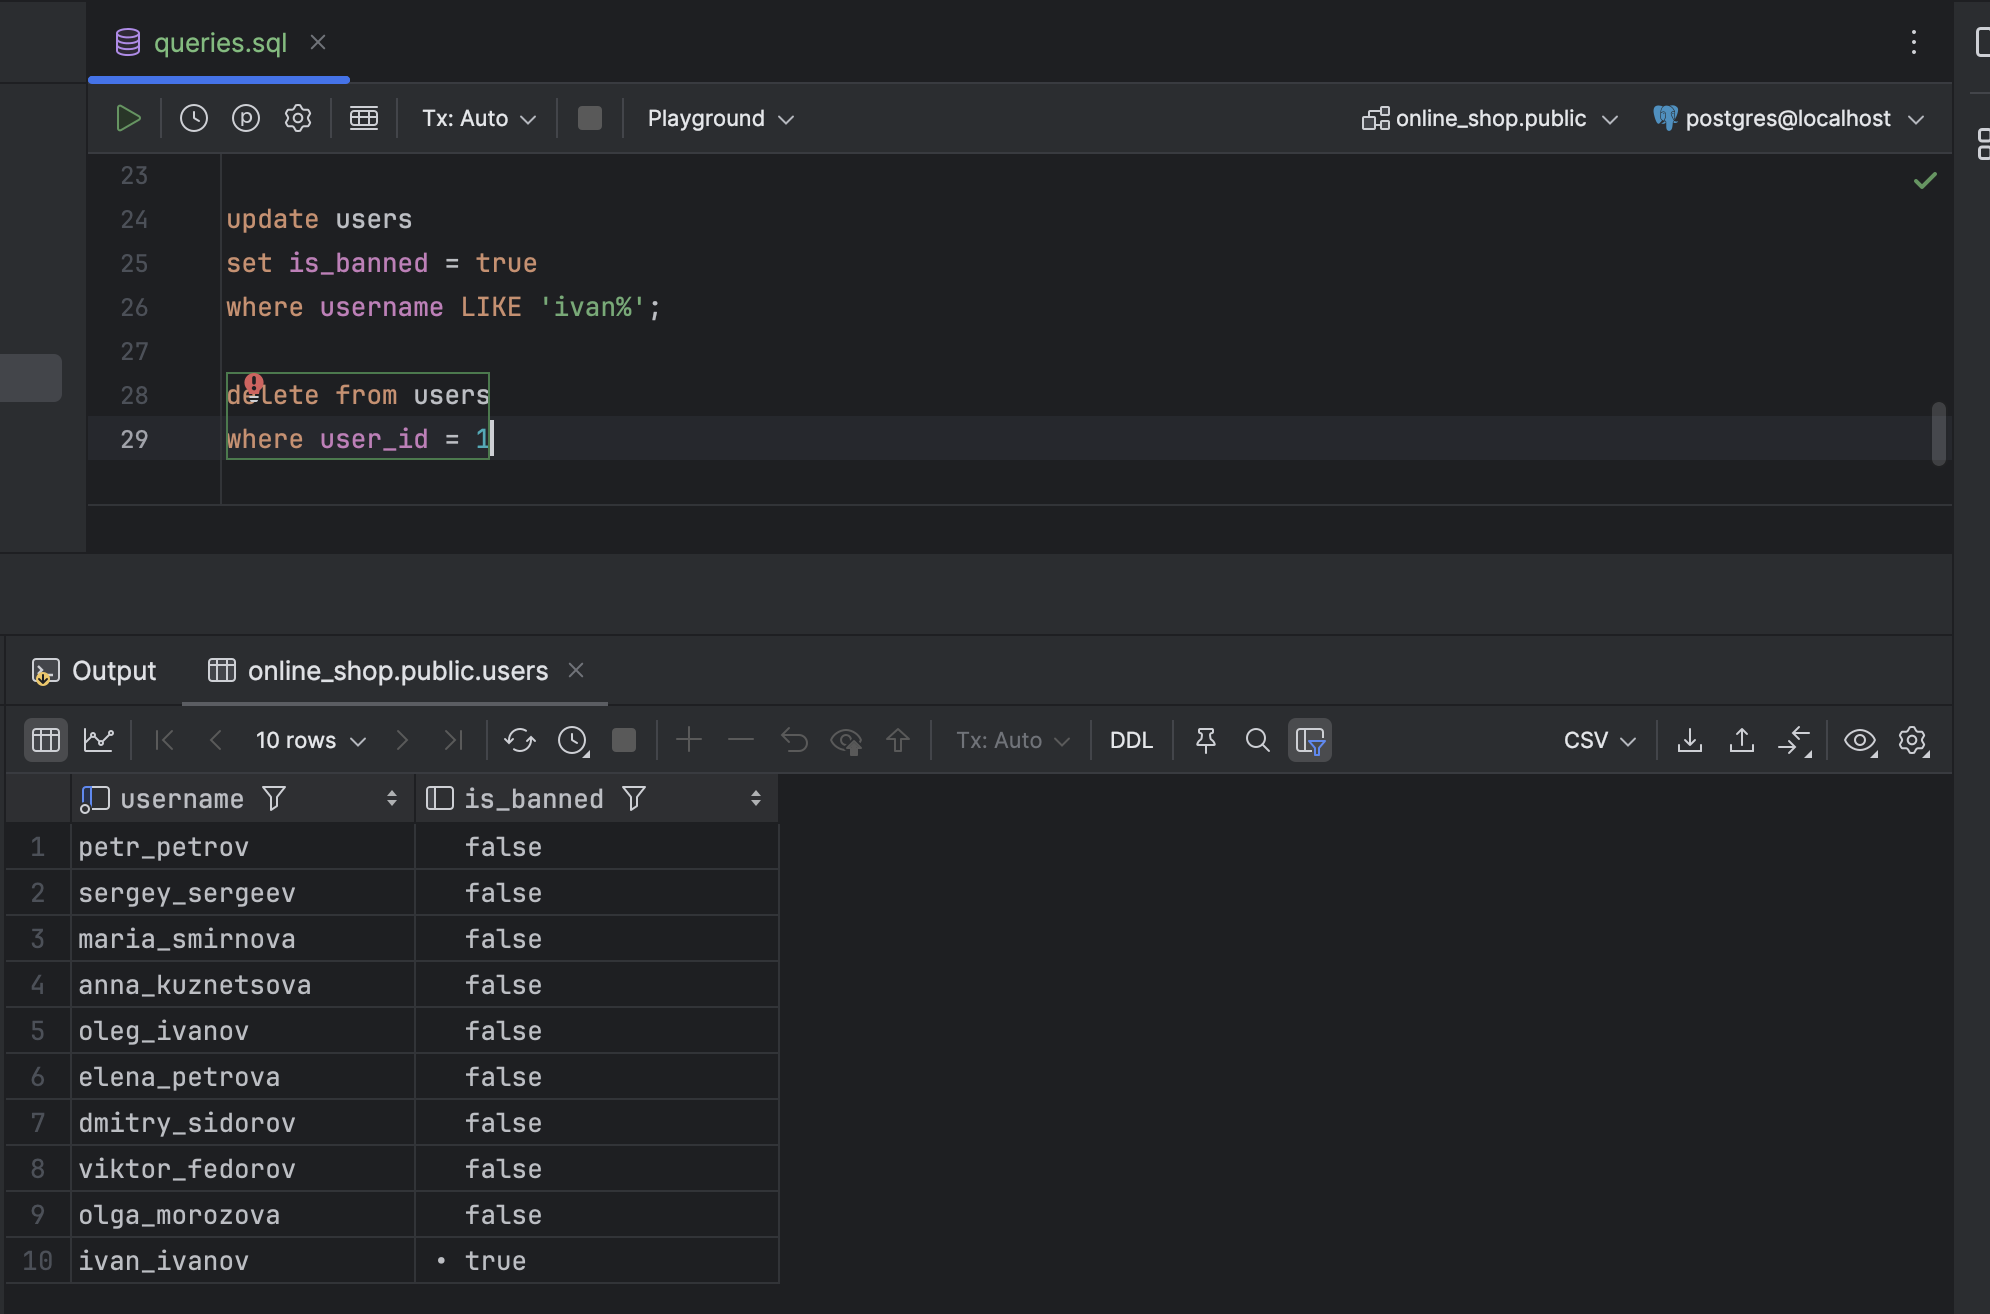 queries.sql
Tx: Auto Playground online_shop.public postgres@localhost
23
24 update users
25 set is_banned = true
26 where username LIKE 'ivan%';
27
28 delete from users
29 where user_id = 1
Output online_shop.public.users
10 rows Tx: Auto DDL CSV
username is_banned
1 petr_petrov false
2 sergey_sergeev false
3 maria_smirnova false
4 anna_kuznetsova false
5 oleg_ivanov false
6 elena_petrova false
7 dmitry_sidorov false
8 viktor_fedorov false
9 olga_morozova false
10 ivan_ivanov true